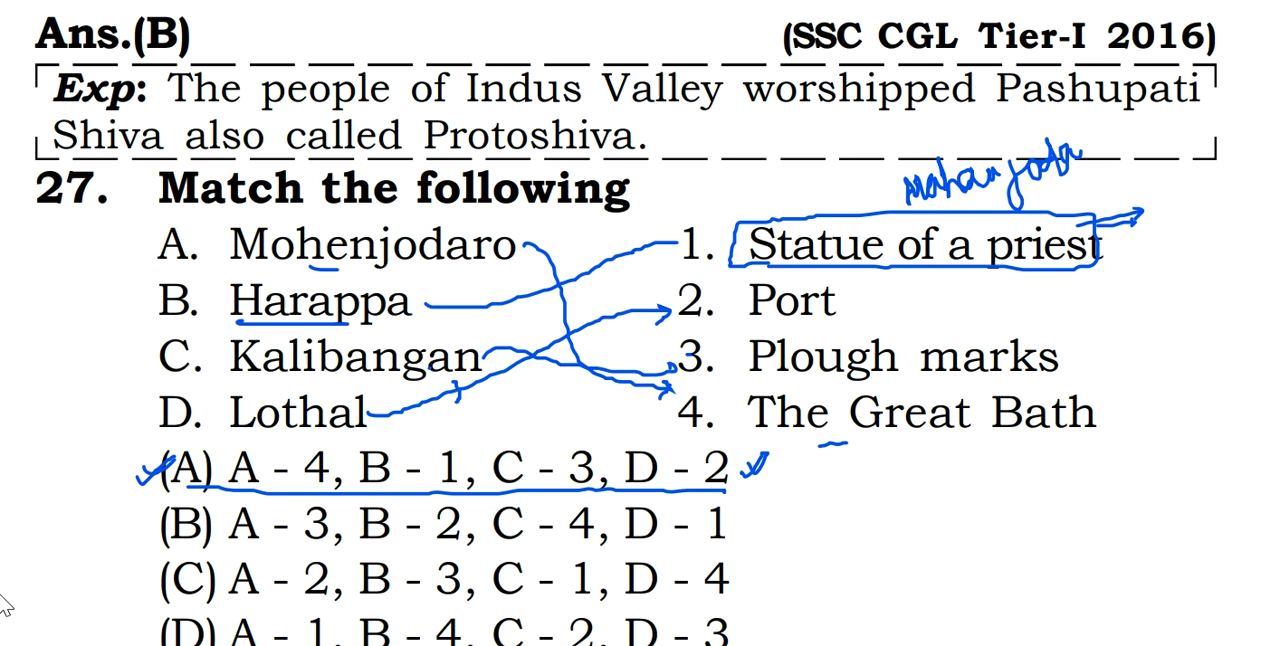 Ans.(B) (SSC CGL Tier-I 2016)
Exp: The people of Indus Valley worshipped Pashupati
Shiva also called Protoshiva.
27. Match the following
A. Mohenjodaro 1. Statue of a priest
B. Harappa 2. Port
C. Kalibangan 3. Plough marks
D. Lothal 4. The Great Bath
(A) A - 4, B - 1, C - 3, D - 2
(B) A - 3, B - 2, C - 4, D - 1
(C) A - 2, B - 3, C - 1, D - 4
(D) A - 1, B - 4, C - 2, D - 3